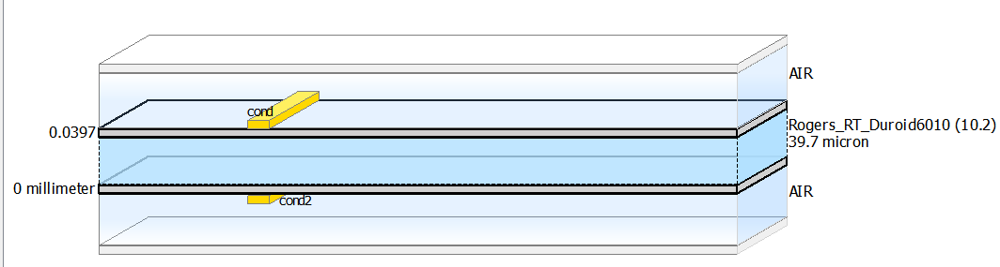 AIR
cond
0.0397
Rogers_RT_Duroid6010 (10.2)
39.7 micron
0 millimeter
AIR
cond2